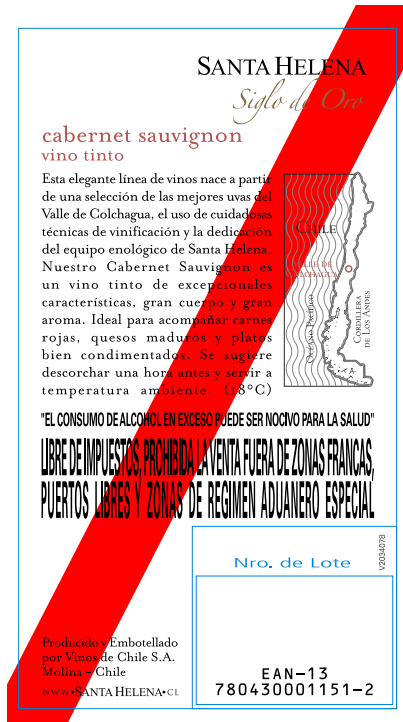 SANTA HELENA
Siglo de Oro
cabernet sauvignon
vino tinto
Esta elegante línea de vinos nace a partir
de una selección de las mejores uvas del
Valle de Colchagua, el uso de cuidadosas
técnicas de vinificación y la dedicación
del equipo enológico de Santa Helena.
Nuestro Cabernet Sauvignon es
un vino tinto de excepcionales
características, gran cuerpo y gran
aroma. Ideal para acompañar carnes
rojas, quesos maduros y platos
bien condimentados. Se sugiere
descorchar una hora antes y servir a
temperatura ambiente. (18°C)
CHILE
VALLE DE
COLCHAGUA
OCÉANO PACÍFICO
CORDILLERA
DE LOS ANDES
"EL CONSUMO DE ALCOHOL EN EXCESO PUEDE SER NOCIVO PARA LA SALUD"
LIBRE DE IMPUESTOS, PROHIBIDA LA VENTA FUERA DE ZONAS FRANCAS,
PUERTOS LIBRES Y ZONAS DE REGIMEN ADUANERO ESPECIAL
Nro. de Lote
V2034078
Producido y Embotellado
por Vinos de Chile S.A.
Molina – Chile
WWW•SANTA HELENA•CL
EAN-13
780430001151-2